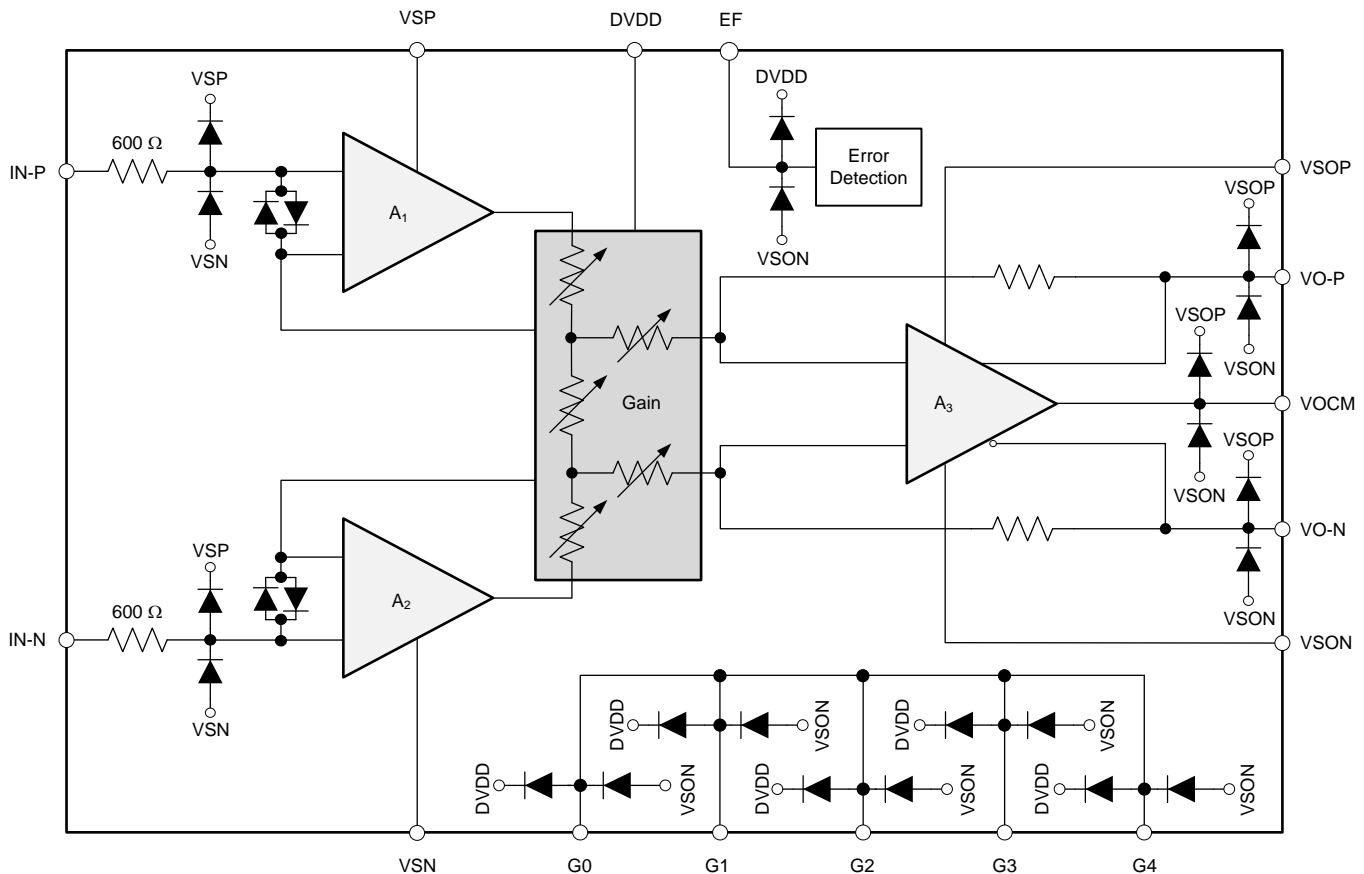 VSP DVDD EF
VSP
DVDD
600 Ω
IN-P
Error
Detection
VSOP
VSOP
A1
VSN
VSON
VO-P
VSOP
VSON
Gain
A3
VOCM
VSOP
VSON
VSP
VO-N
600 Ω
A2
IN-N
VSON
VSON
VSN
DVDD VSON DVDD VSON
DVDD VSON DVDD VSON DVDD VSON
VSN G0 G1 G2 G3 G4